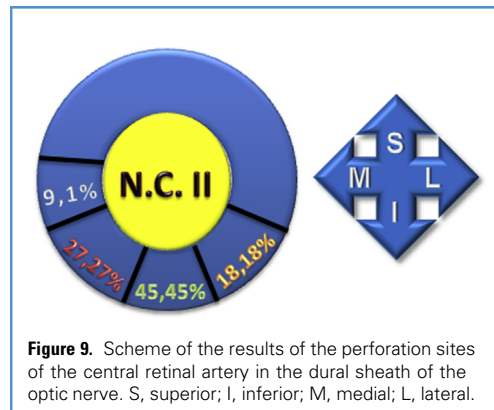 N.C. II
9,1%
27,27%
45,45%
18,18%
S
M L
I
Figure 9. Scheme of the results of the perforation sites
of the central retinal artery in the dural sheath of the
optic nerve. S, superior; I, inferior; M, medial; L, lateral.